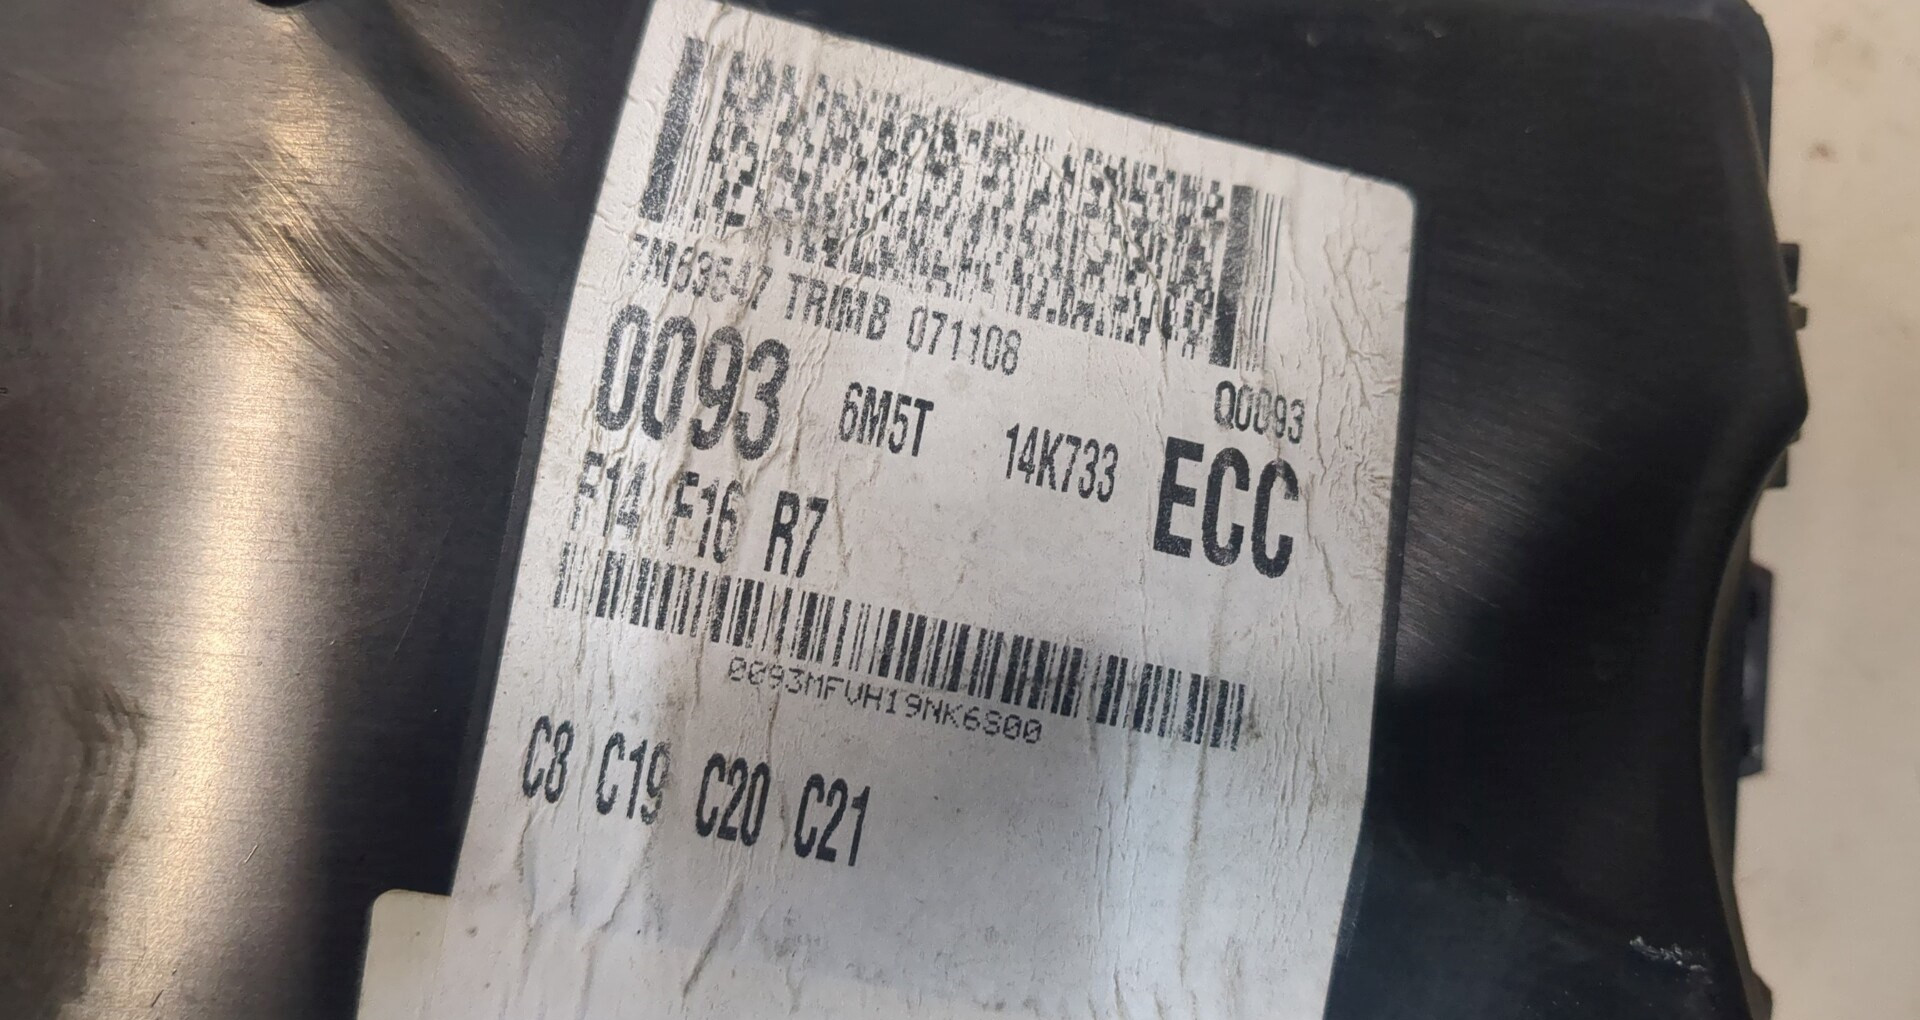 7M63547 TRIMB 071108
Q0093
0093 6M5T 14K733 ECC
F14 F16 R7
0093MFVH19NK6S00
C8 C19 C20 C21